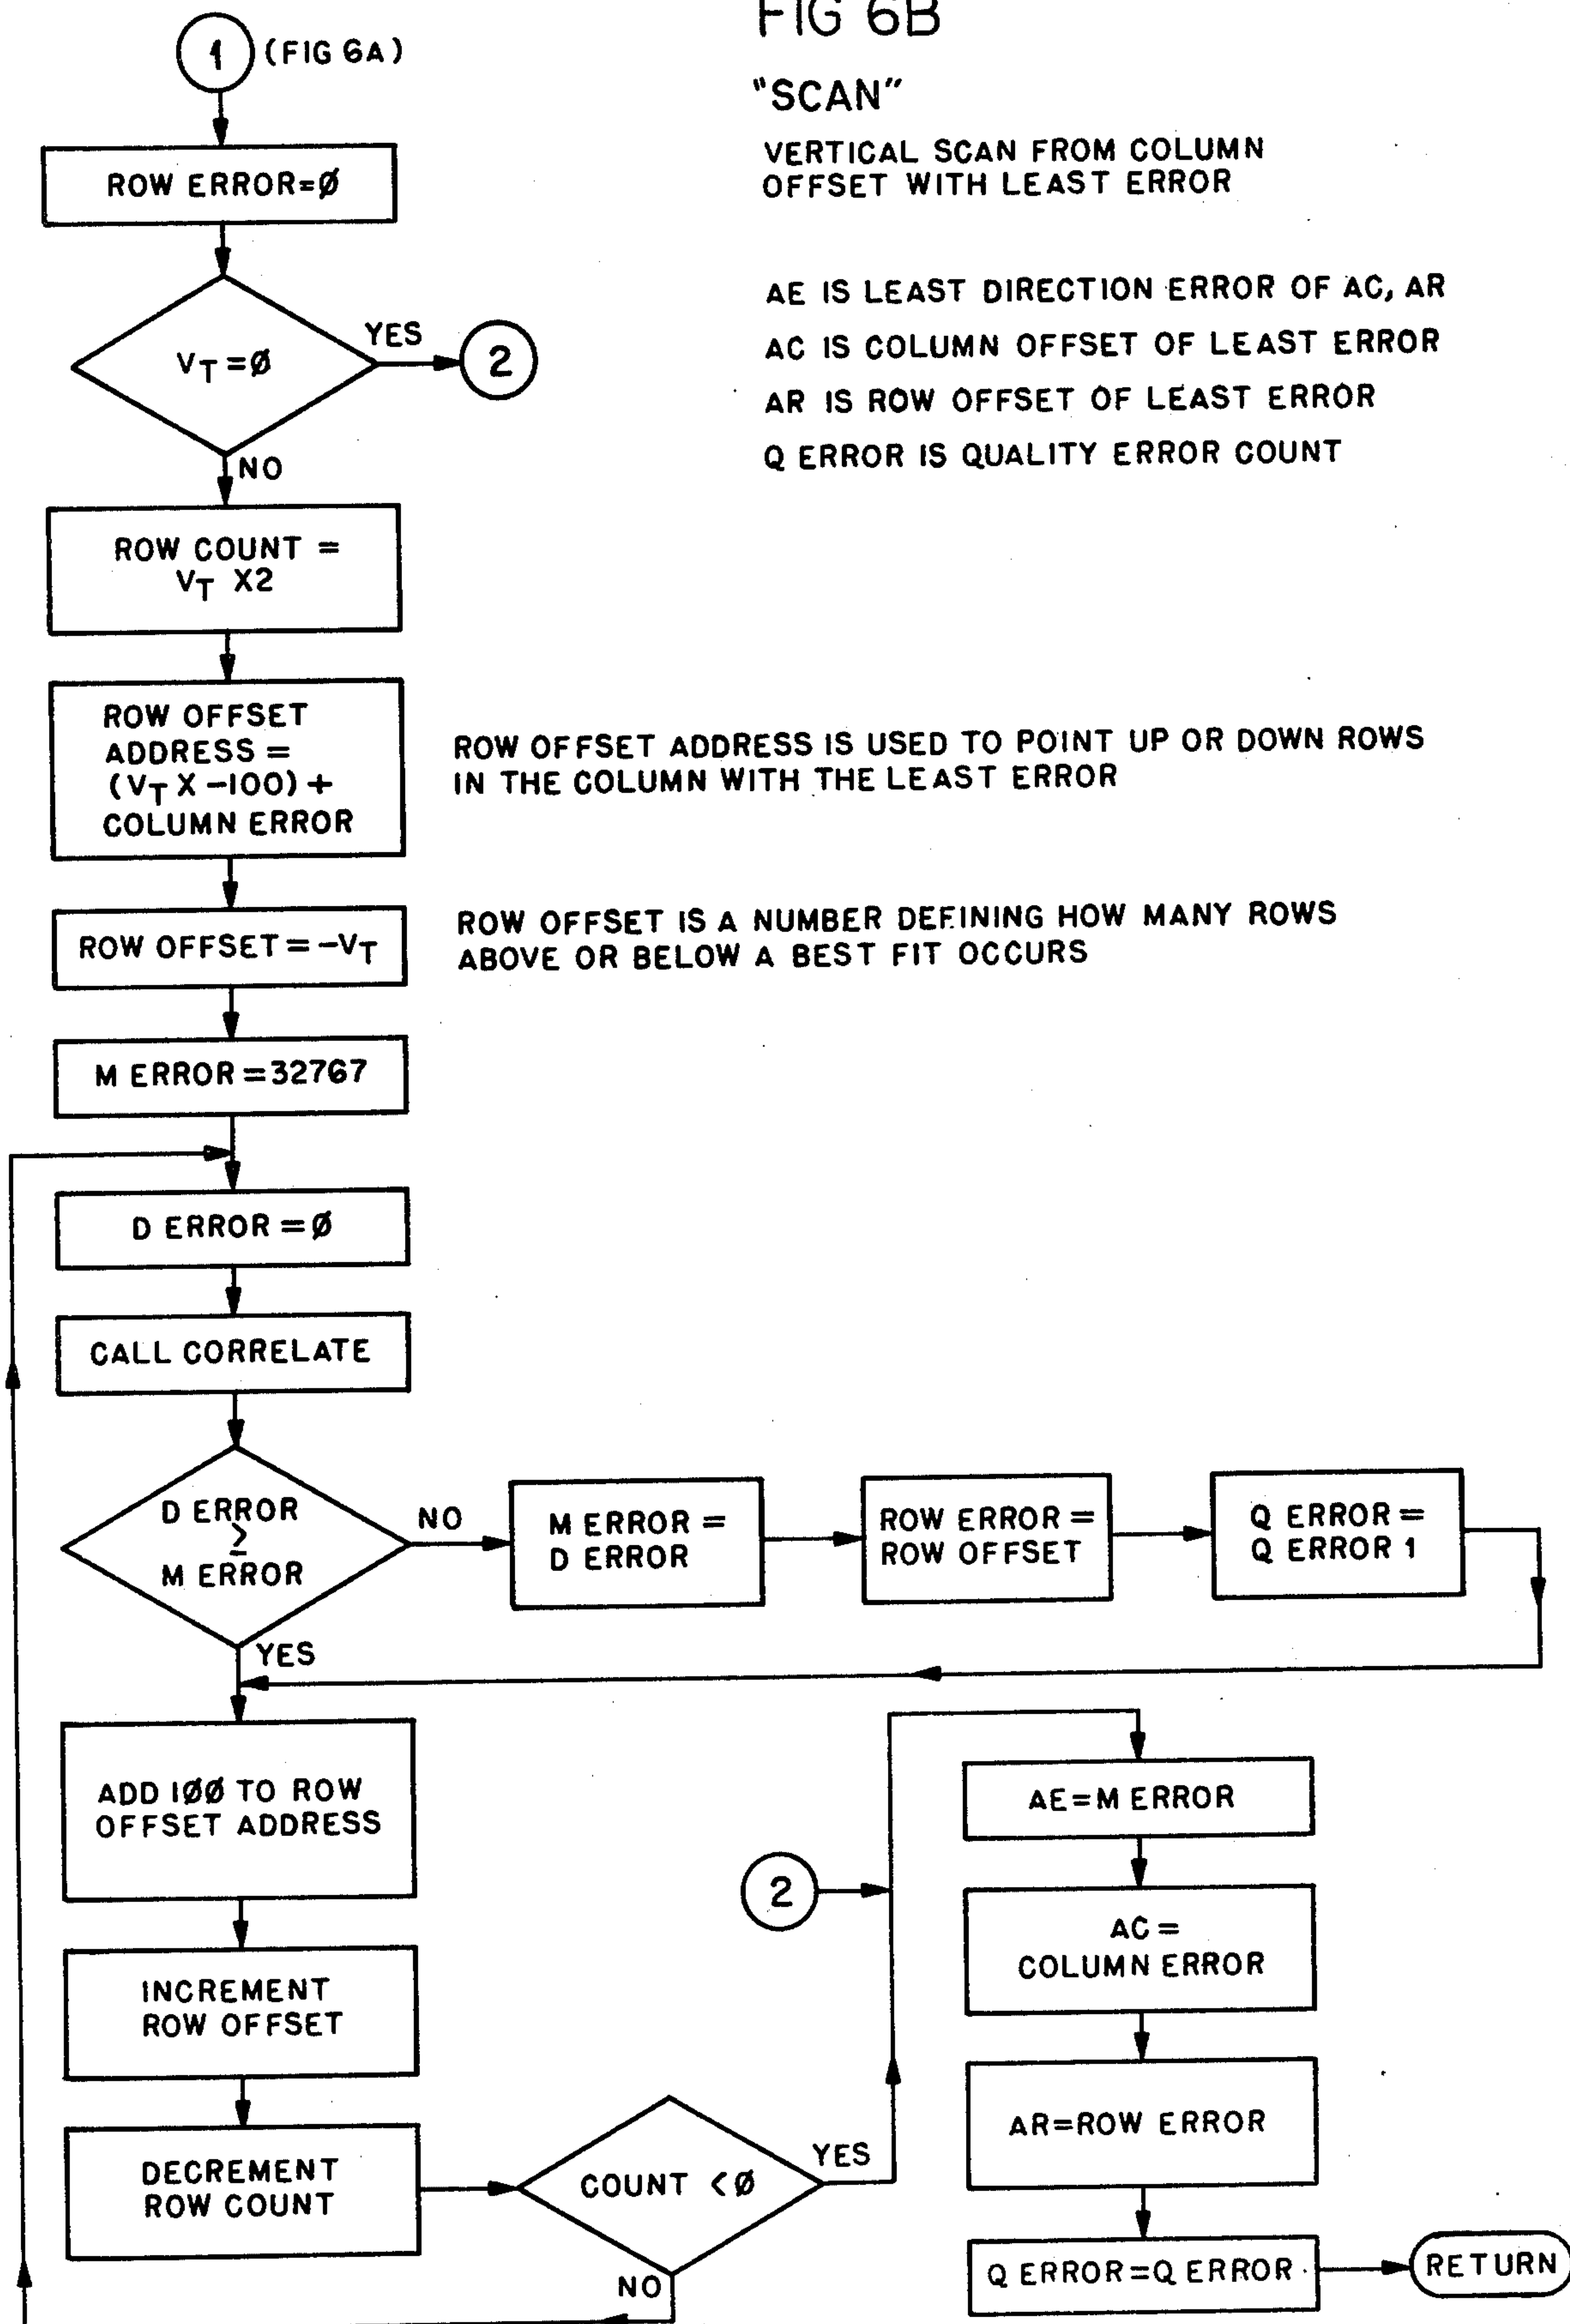 FIG 6B
1 (FIG 6A)
"SCAN"
VERTICAL SCAN FROM COLUMN
OFFSET WITH LEAST ERROR
ROW ERROR=Ø
AE IS LEAST DIRECTION ERROR OF AC, AR
AC IS COLUMN OFFSET OF LEAST ERROR
AR IS ROW OFFSET OF LEAST ERROR
Q ERROR IS QUALITY ERROR COUNT
VT=Ø
YES
2
NO
ROW COUNT =
VT X2
ROW OFFSET
ADDRESS =
(VT X -100) +
COLUMN ERROR
ROW OFFSET ADDRESS IS USED TO POINT UP OR DOWN ROWS
IN THE COLUMN WITH THE LEAST ERROR
ROW OFFSET = -VT
ROW OFFSET IS A NUMBER DEFINING HOW MANY ROWS
ABOVE OR BELOW A BEST FIT OCCURS
M ERROR = 32767
D ERROR = Ø
CALL CORRELATE
D ERROR
≥
M ERROR
NO
M ERROR =
D ERROR
ROW ERROR =
ROW OFFSET
Q ERROR =
Q ERROR 1
YES
ADD 1ØØ TO ROW
OFFSET ADDRESS
INCREMENT
ROW OFFSET
DECREMENT
ROW COUNT
COUNT <Ø
YES
NO
2
AE=M ERROR
AC =
COLUMN ERROR
AR=ROW ERROR
Q ERROR=Q ERROR
RETURN